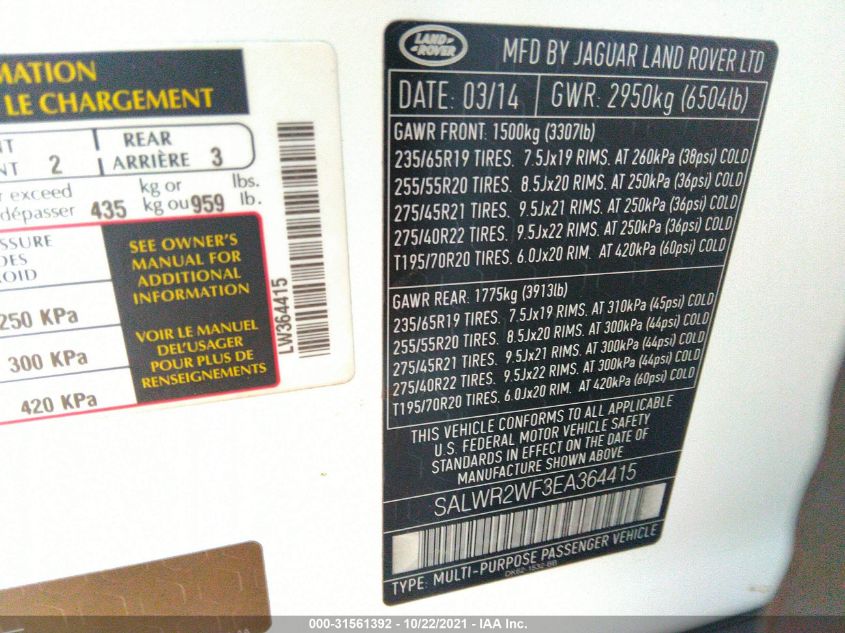 MATION
LE CHARGEMENT
NT 2 REAR
ARRIÈRE 3
exceed kg or lbs.
dépasser 435 kg ou 959 lb.
SSURE
DES
ROID
SEE OWNER'S
MANUAL FOR
ADDITIONAL
INFORMATION
250 KPa
300 KPa
420 KPa
VOIR LE MANUEL
DEL'USAGER
POUR PLUS DE
RENSEIGNEMENTS
LW364415
LAND
ROVER
MFD BY JAGUAR LAND ROVER LTD
DATE: 03/14 GWR: 2950kg (6504lb)
GAWR FRONT: 1500kg (3307lb)
235/65R19 TIRES. 7.5Jx19 RIMS. AT 260kPa (38psi) COLD
255/55R20 TIRES. 8.5Jx20 RIMS. AT 250kPa (36psi) COLD
275/45R21 TIRES. 9.5Jx21 RIMS. AT 250kPa (36psi) COLD
275/40R22 TIRES. 9.5Jx22 RIMS. AT 250kPa (36psi) COLD
T195/70R20 TIRES. 6.0Jx20 RIM. AT 420kPa (60psi) COLD
GAWR REAR: 1775kg (3913lb)
235/65R19 TIRES. 7.5Jx19 RIMS. AT 310kPa (45psi) COLD
255/55R20 TIRES. 8.5Jx20 RIMS. AT 300kPa (44psi) COLD
275/45R21 TIRES. 9.5Jx21 RIMS. AT 300kPa (44psi) COLD
275/40R22 TIRES. 9.5Jx22 RIMS. AT 300kPa (44psi) COLD
T195/70R20 TIRES. 6.0Jx20 RIM. AT 420kPa (60psi) COLD
THIS VEHICLE CONFORMS TO ALL APPLICABLE
U.S. FEDERAL MOTOR VEHICLE SAFETY
STANDARDS IN EFFECT ON THE DATE OF
MANUFACTURE SHOWN ABOVE
SALWR2WF3EA364415
TYPE: MULTI-PURPOSE PASSENGER VEHICLE
DK62-1532-BB
000-31561392 - 10/22/2021 - IAA Inc.